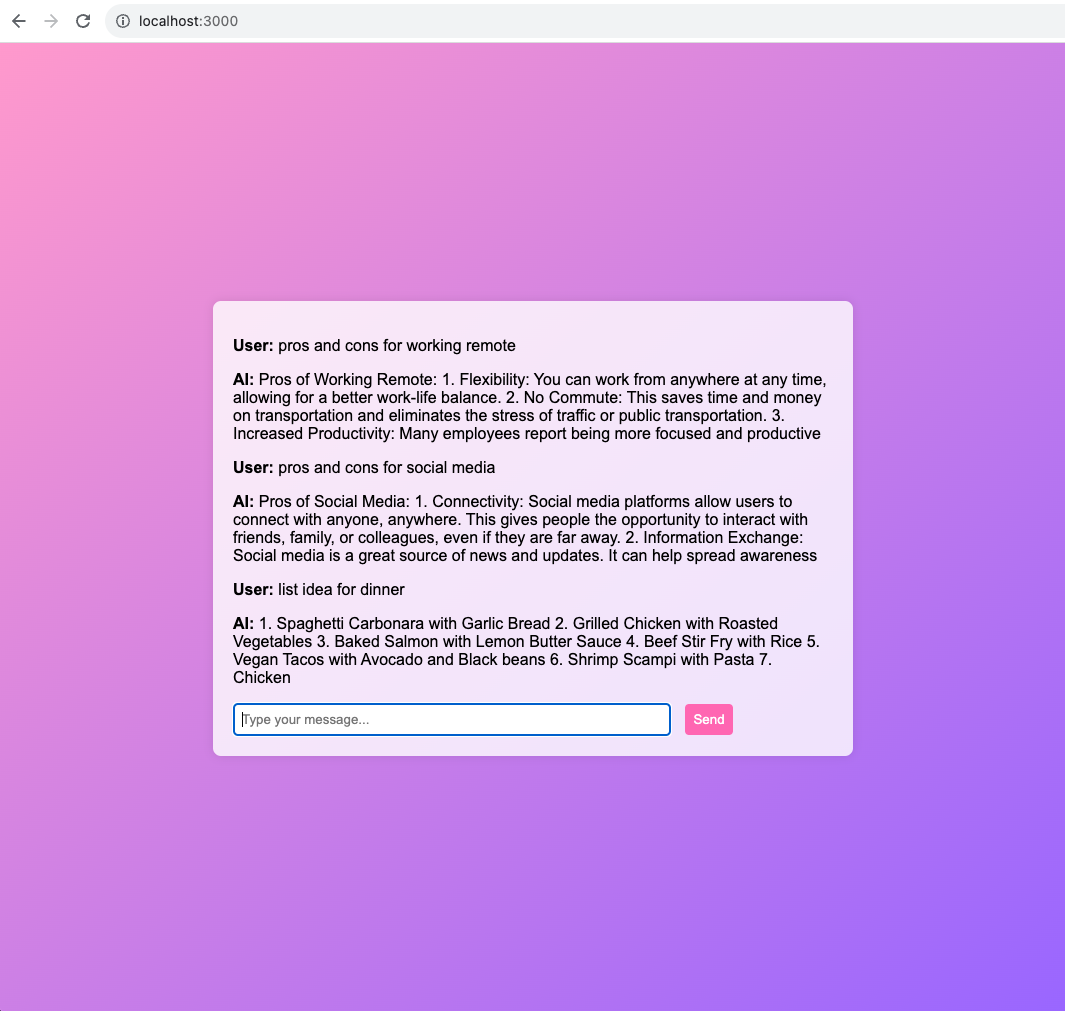 localhost:3000
User: pros and cons for working remote
AI: Pros of Working Remote: 1. Flexibility: You can work from anywhere at any time,
allowing for a better work-life balance. 2. No Commute: This saves time and money
on transportation and eliminates the stress of traffic or public transportation. 3.
Increased Productivity: Many employees report being more focused and productive
User: pros and cons for social media
AI: Pros of Social Media: 1. Connectivity: Social media platforms allow users to
connect with anyone, anywhere. This gives people the opportunity to interact with
friends, family, or colleagues, even if they are far away. 2. Information Exchange:
Social media is a great source of news and updates. It can help spread awareness
User: list idea for dinner
AI: 1. Spaghetti Carbonara with Garlic Bread 2. Grilled Chicken with Roasted
Vegetables 3. Baked Salmon with Lemon Butter Sauce 4. Beef Stir Fry with Rice 5.
Vegan Tacos with Avocado and Black beans 6. Shrimp Scampi with Pasta 7.
Chicken
Type your message...
Send